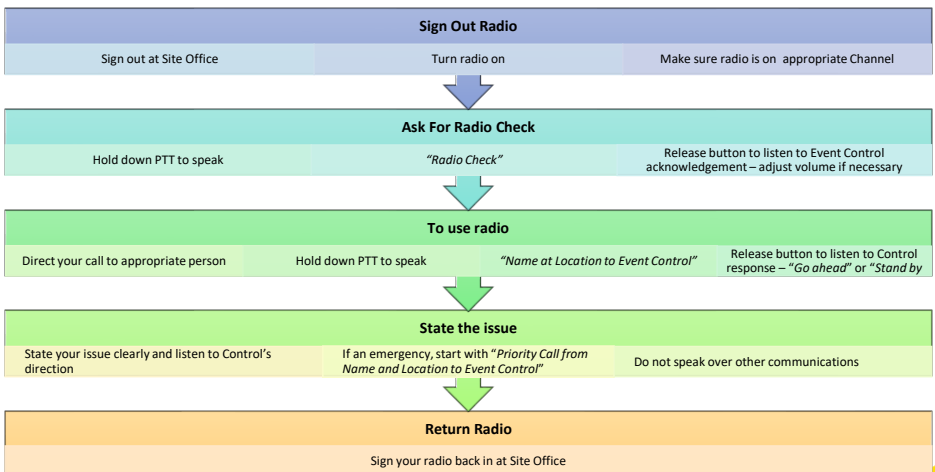 Sign Out Radio
Sign out at Site Office
Turn radio on
Make sure radio is on  appropriate Channel
Ask For Radio Check
Hold down PTT to speak
“Radio Check”
Release button to listen to Event Control
acknowledgement – adjust volume if necessary
To use radio
Direct your call to appropriate person
Hold down PTT to speak
“Name at Location to Event Control”
Release button to listen to Control
response – “Go ahead” or “Stand by
State the issue
State your issue clearly and listen to Control’s
direction
If an emergency, start with “Priority Call from
Name and Location to Event Control”
Do not speak over other communications
Return Radio
Sign your radio back in at Site Office